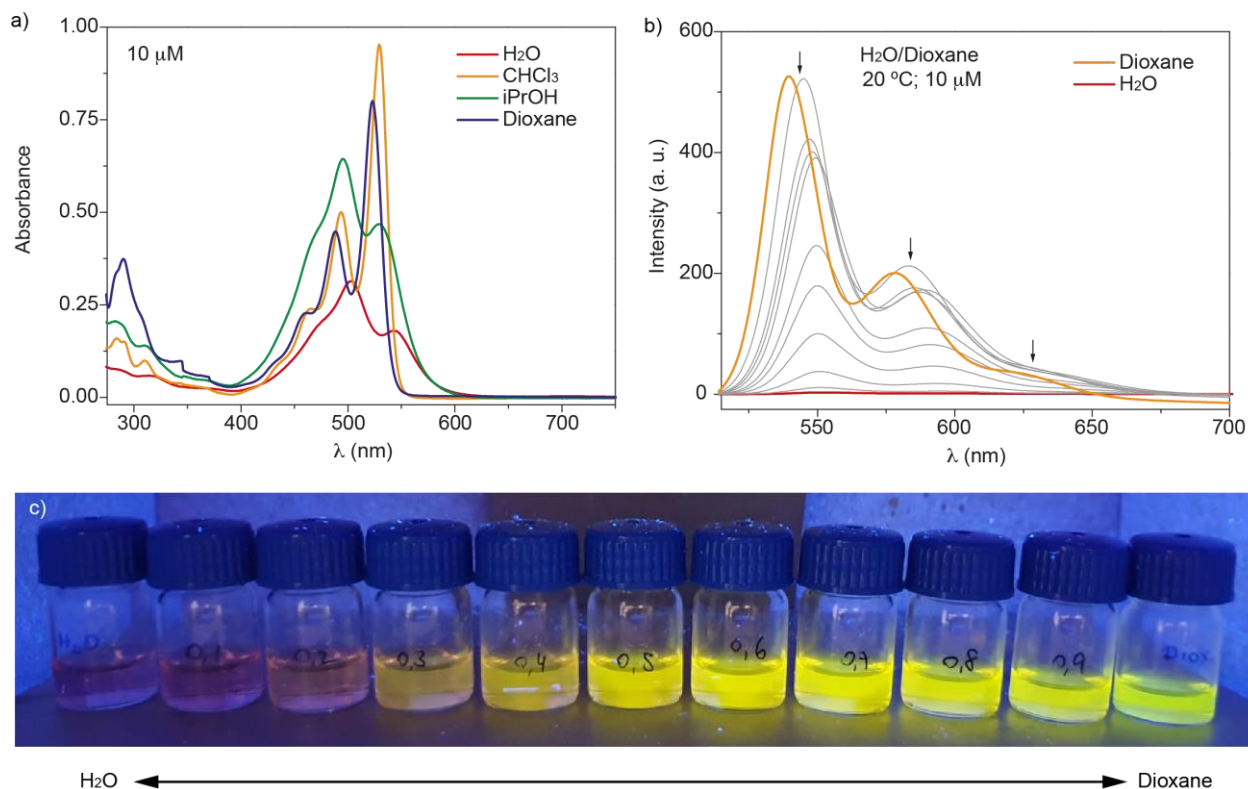 a)
10 μM
H2O
CHCl3
iPrOH
Dioxane
1.00
0.75
0.50
0.25
0.00
Absorbance
300 400 500 600 700
λ (nm)
b)
H2O/Dioxane
20 ºC; 10 μM
Dioxane
H2O
600
400
200
0
Intensity (a. u.)
550 600 650 700
λ (nm)
c)
H2O 0,1 0,2 0,3 0,4 0,5 0,6 0,7 0,8 0,9 Diox.
H2O Dioxane